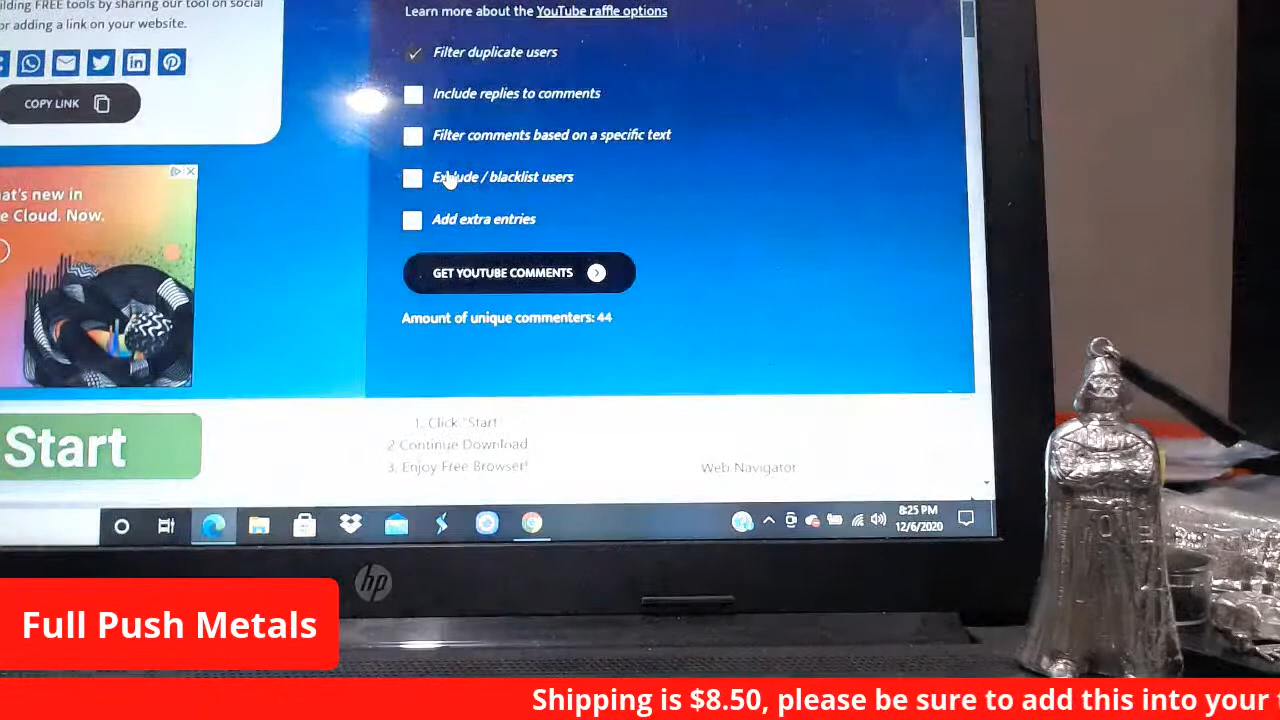 ilding FREE tools by sharing our tool on social
or adding a link on your website.
COPY LINK
at's new in
e Cloud. Now.
Start
Learn more about the YouTube raffle options
Filter duplicate users
Include replies to comments
Filter comments based on a specific text
Exclude / blacklist users
Add extra entries
GET YOUTUBE COMMENTS
Amount of unique commenters: 44
1. Click "Start"
2 Continue Download
3. Enjoy Free Browser!
Web Navigator
8:25 PM
12/6/2020
hp
Full Push Metals
Shipping is $8.50, please be sure to add this into your